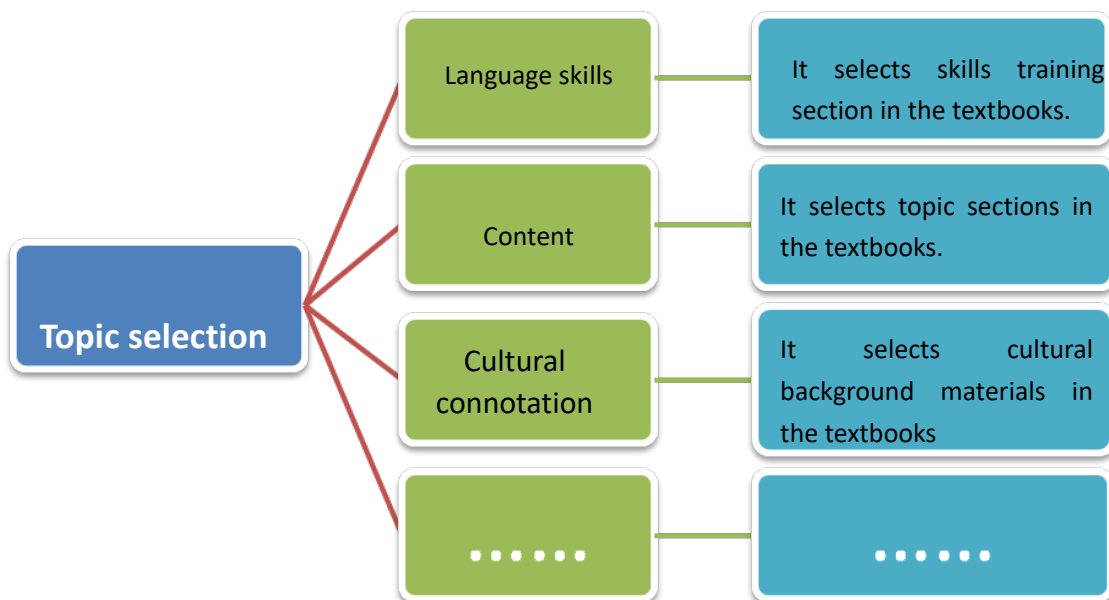 Topic selection
Language skills
It selects skills training
section in the textbooks.
Content
It selects topic sections in
the textbooks.
Cultural
connotation
It selects cultural
background materials in
the textbooks
......
......